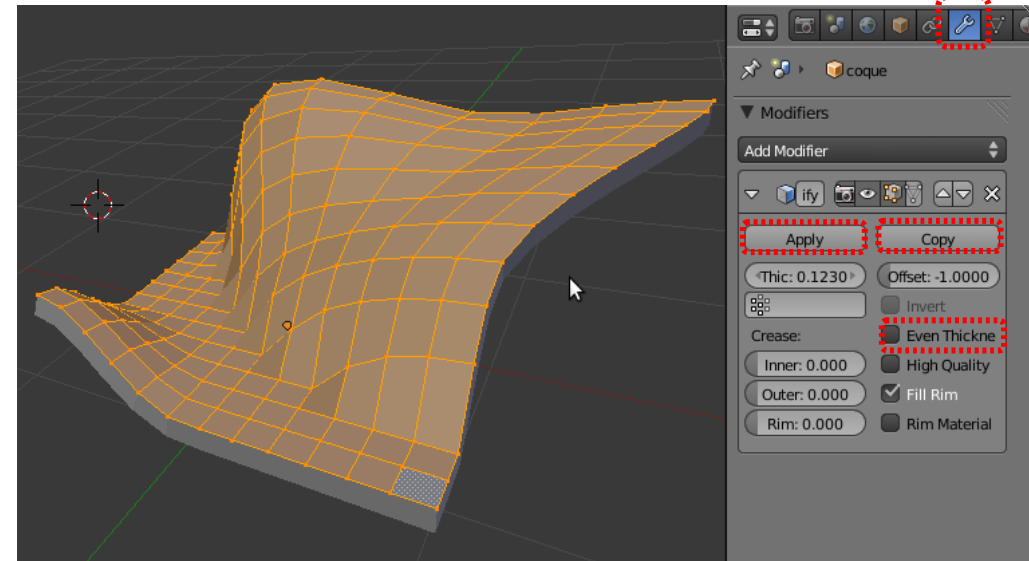 coque
Modifiers
Add Modifier
ify
Apply Copy
Thic: 0.1230 Offset: -1.0000
Invert
Crease: Even Thickne
Inner: 0.000 High Quality
Outer: 0.000 Fill Rim
Rim: 0.000 Rim Material